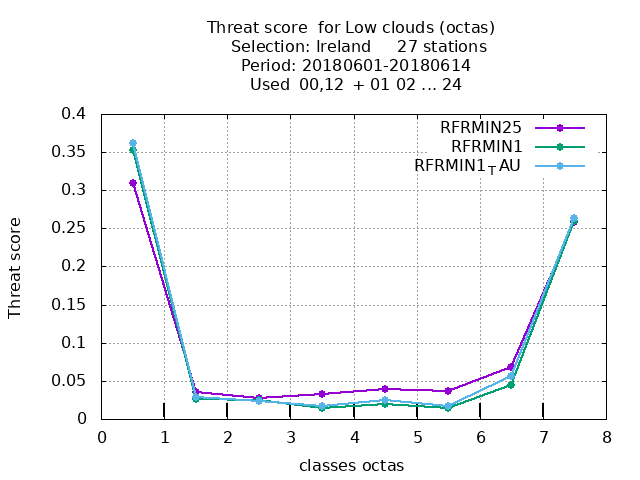 Threat score  for Low clouds (octas)
Selection: Ireland     27 stations
Period: 20180601-20180614
Used  00,12  + 01 02 ... 24
RFRMIN25
RFRMIN1
RFRMIN1TAU
0.4
0.35
0.3
0.25
0.2
0.15
0.1
0.05
0
Threat score
0 1 2 3 4 5 6 7 8
classes octas